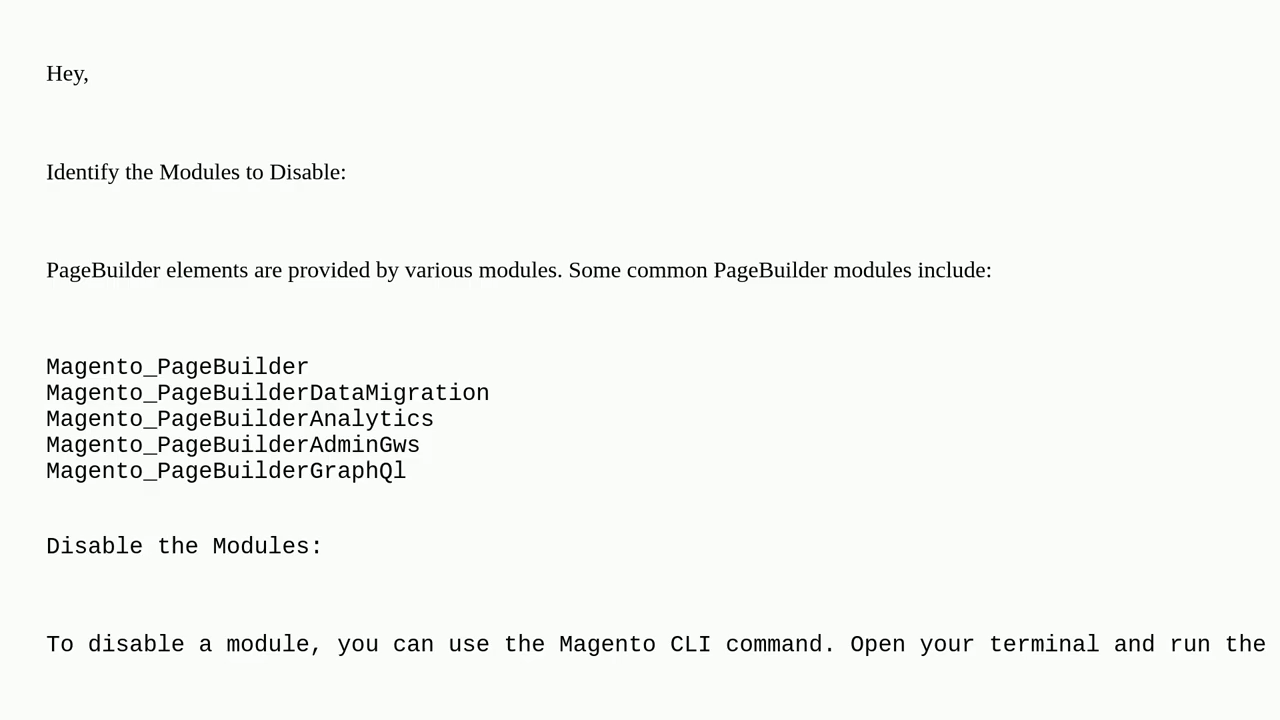 Hey,
Identify the Modules to Disable:
PageBuilder elements are provided by various modules. Some common PageBuilder modules include:
Magento_PageBuilder
Magento_PageBuilderDataMigration
Magento_PageBuilderAnalytics
Magento_PageBuilderAdminGws
Magento_PageBuilderGraphQl
Disable the Modules:
To disable a module, you can use the Magento CLI command. Open your terminal and run the